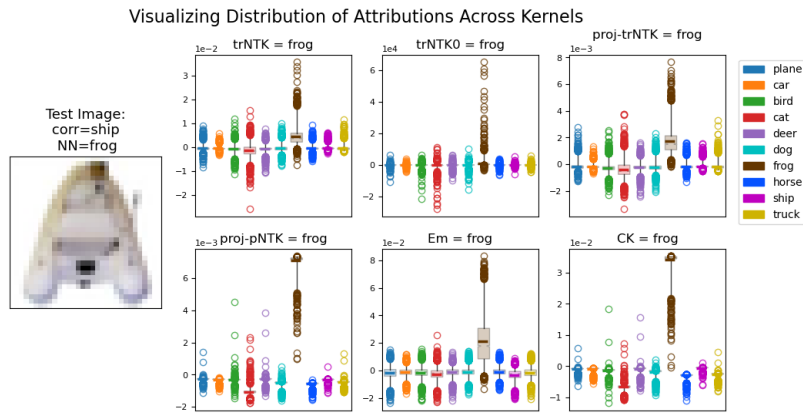 Visualizing Distribution of Attributions Across Kernels
Test Image:
corr=ship
NN=frog
1e−2
trNTK = frog
3
2
1
0
−1
−2
1e4
trNTK0 = frog
6
4
2
0
−2
1e−3
proj-trNTK = frog
8
6
4
2
0
−2
plane
car
bird
cat
deer
dog
frog
horse
ship
truck
1e−3
proj-pNTK = frog
6
4
2
0
−2
1e−2
Em = frog
8
6
4
2
0
−2
1e−2
CK = frog
3
2
1
0
−1